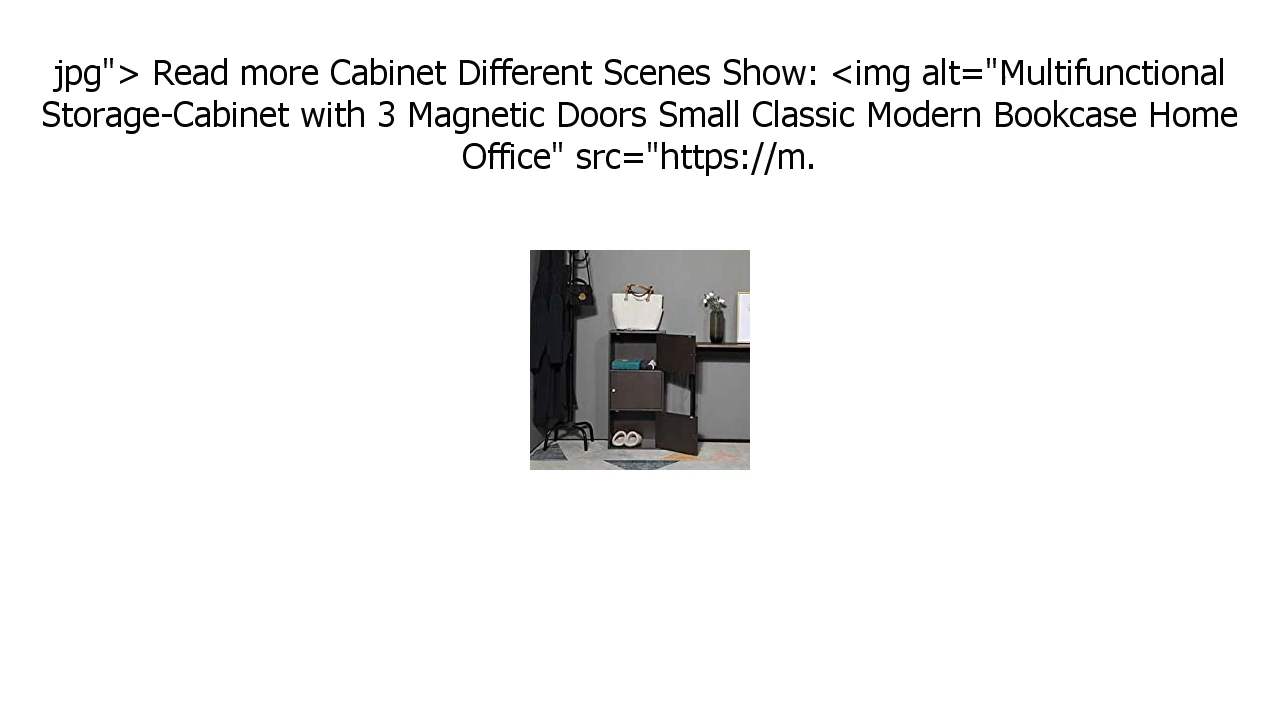 jpg"> Read more Cabinet Different Scenes Show: <img alt="Multifunctional
Storage-Cabinet with 3 Magnetic Doors Small Classic Modern Bookcase Home
Office" src="https://m.